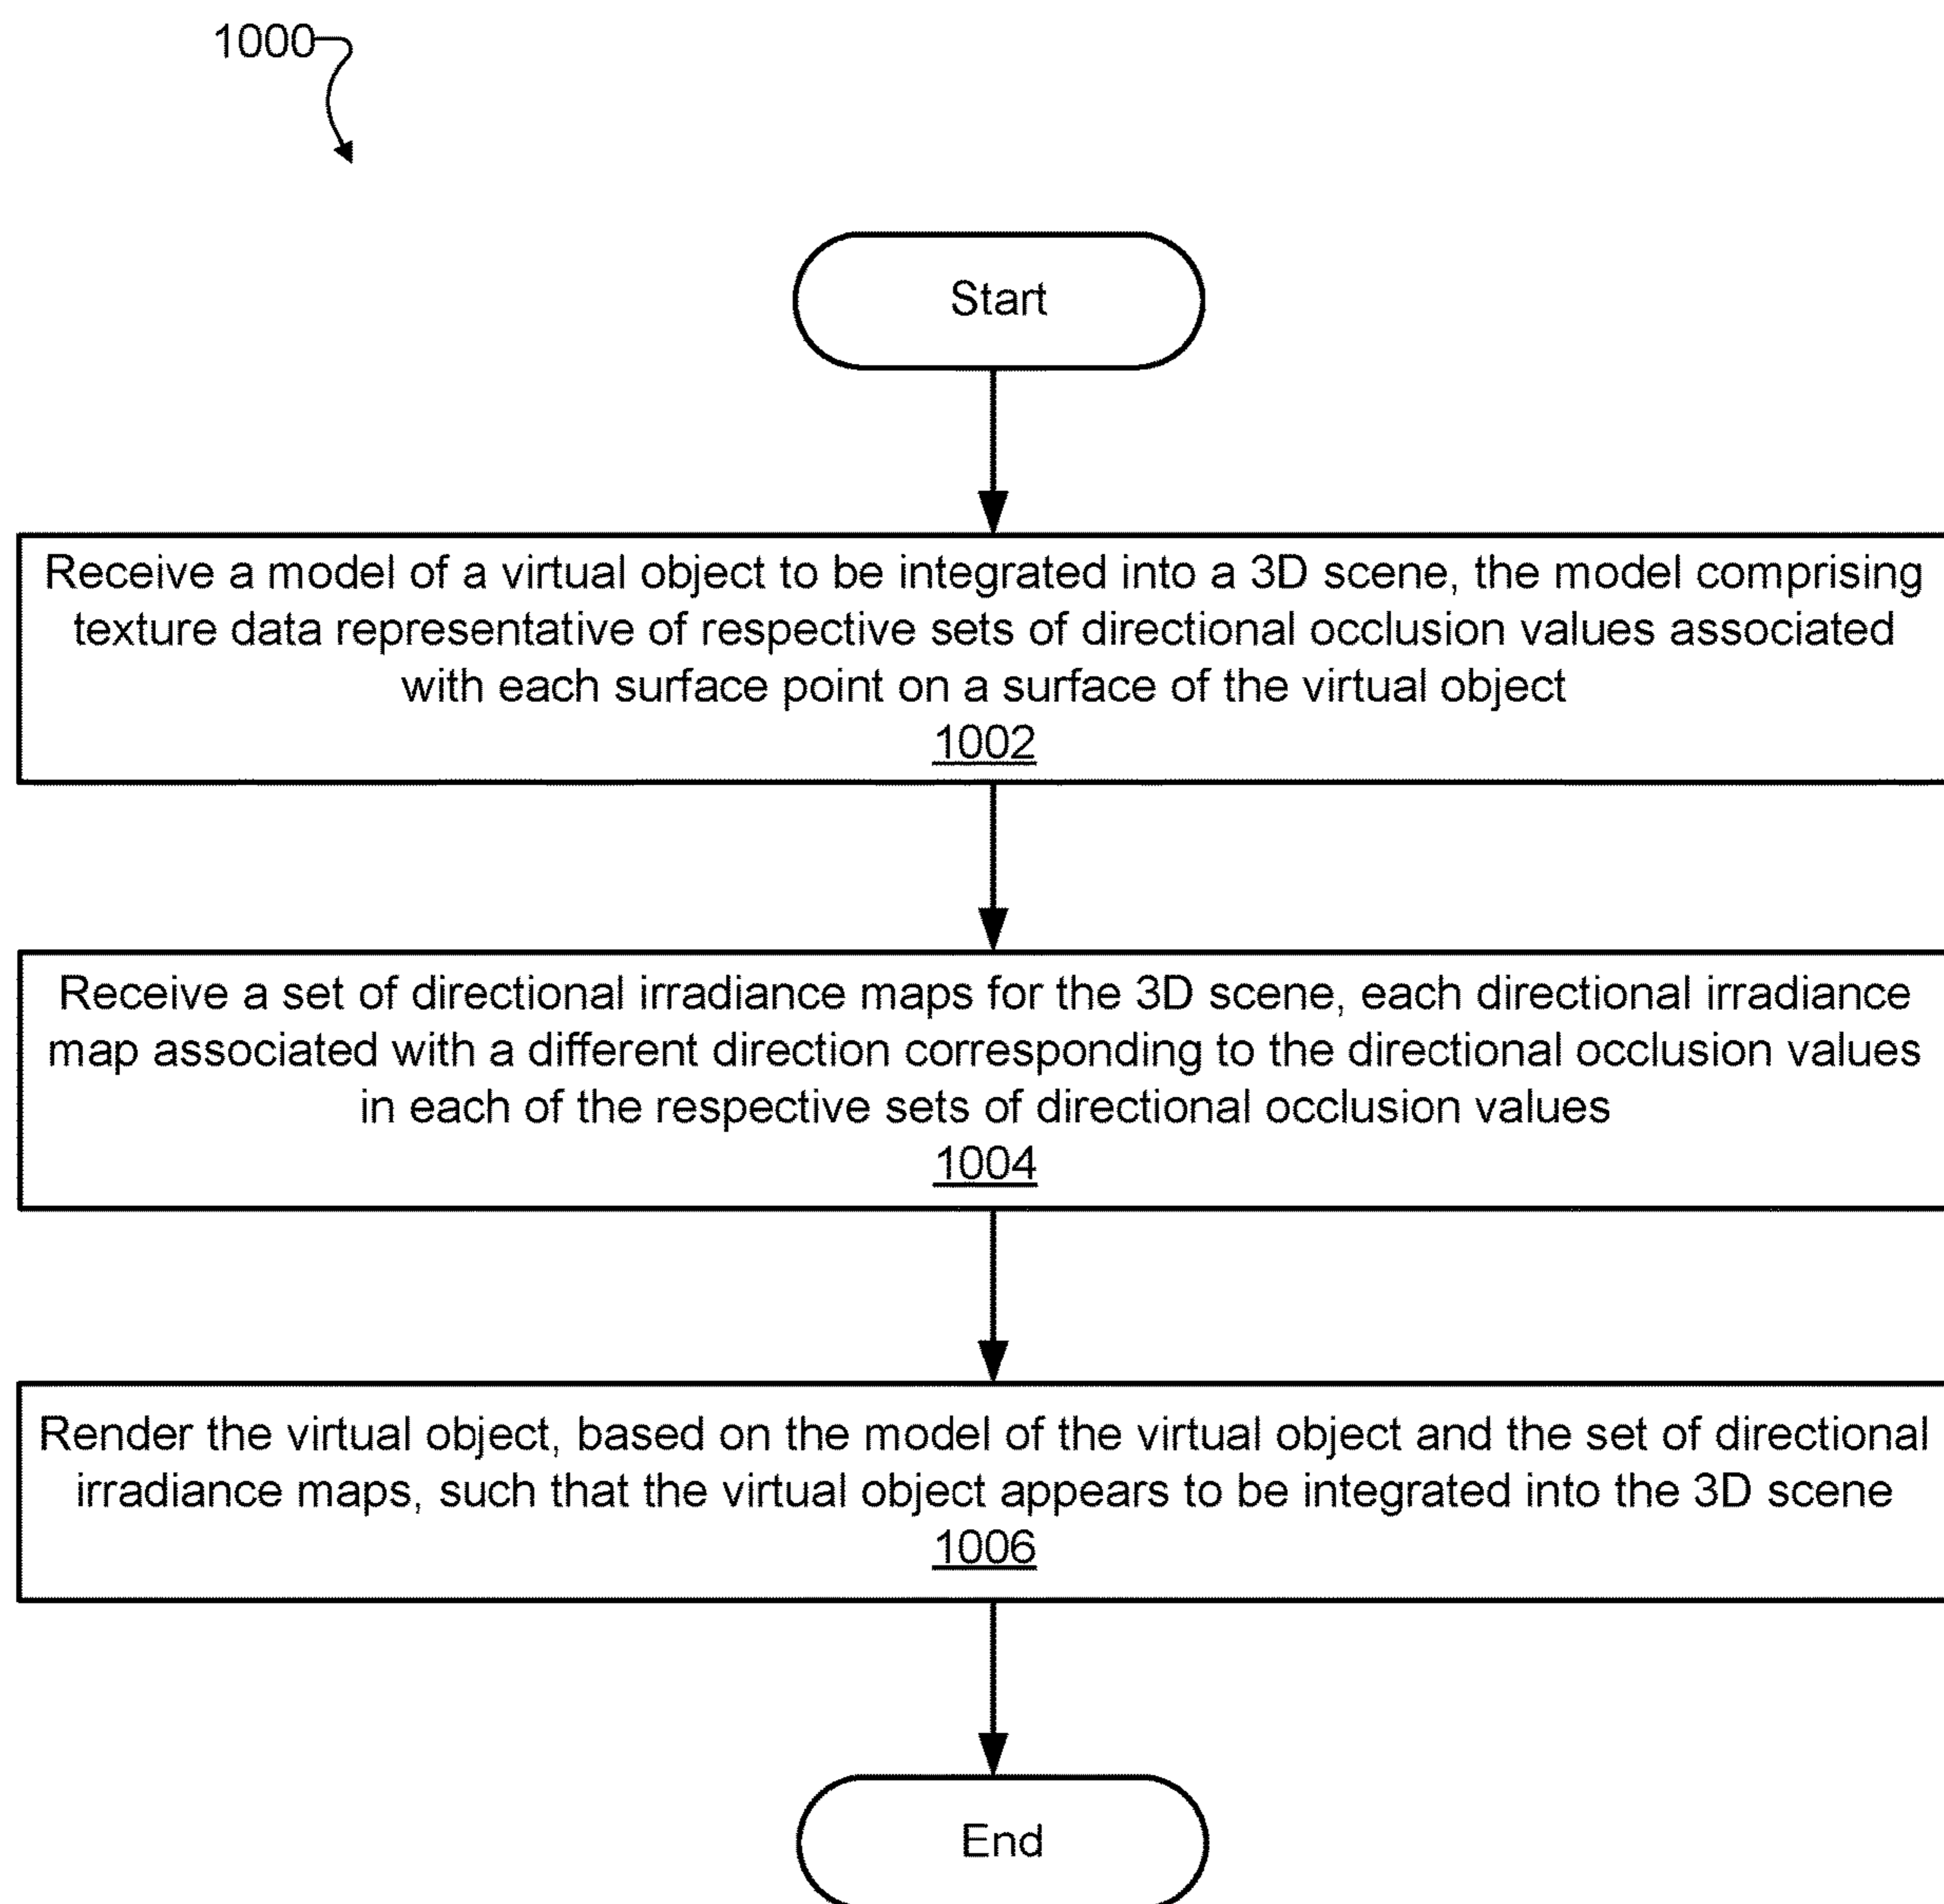 1000
Start
Receive a model of a virtual object to be integrated into a 3D scene, the model comprising
texture data representative of respective sets of directional occlusion values associated
with each surface point on a surface of the virtual object
1002
Receive a set of directional irradiance maps for the 3D scene, each directional irradiance
map associated with a different direction corresponding to the directional occlusion values
in each of the respective sets of directional occlusion values
1004
Render the virtual object, based on the model of the virtual object and the set of directional
irradiance maps, such that the virtual object appears to be integrated into the 3D scene
1006
End